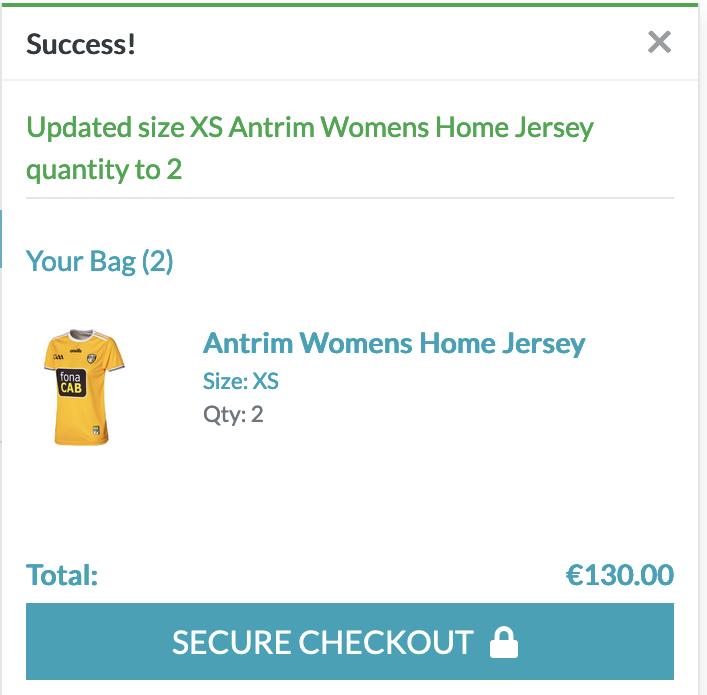 Success!
Updated size XS Antrim Womens Home Jersey
quantity to 2
Your Bag (2)
Antrim Womens Home Jersey
Size: XS
Qty: 2
GAA
fona
CAB
Total:
€130.00
SECURE CHECKOUT